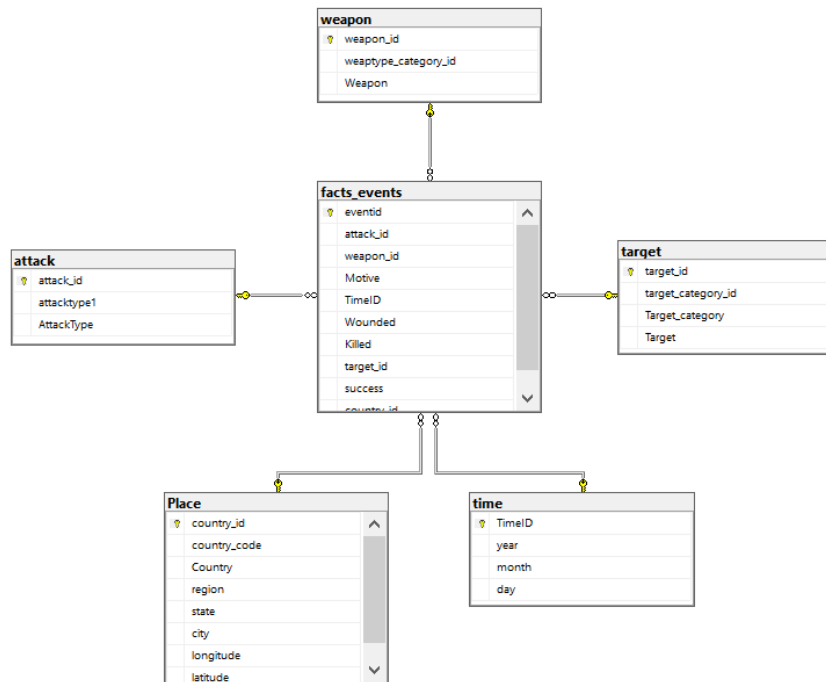 weapon
weapon_id
weaptype_category_id
Weapon
facts_events
eventid
attack_id
weapon_id
Motive
TimeID
Wounded
Killed
target_id
success
country_id
attack
attack_id
attacktype1
AttackType
target
target_id
target_category_id
Target_category
Target
Place
country_id
country_code
Country
region
state
city
longitude
latitude
time
TimeID
year
month
day